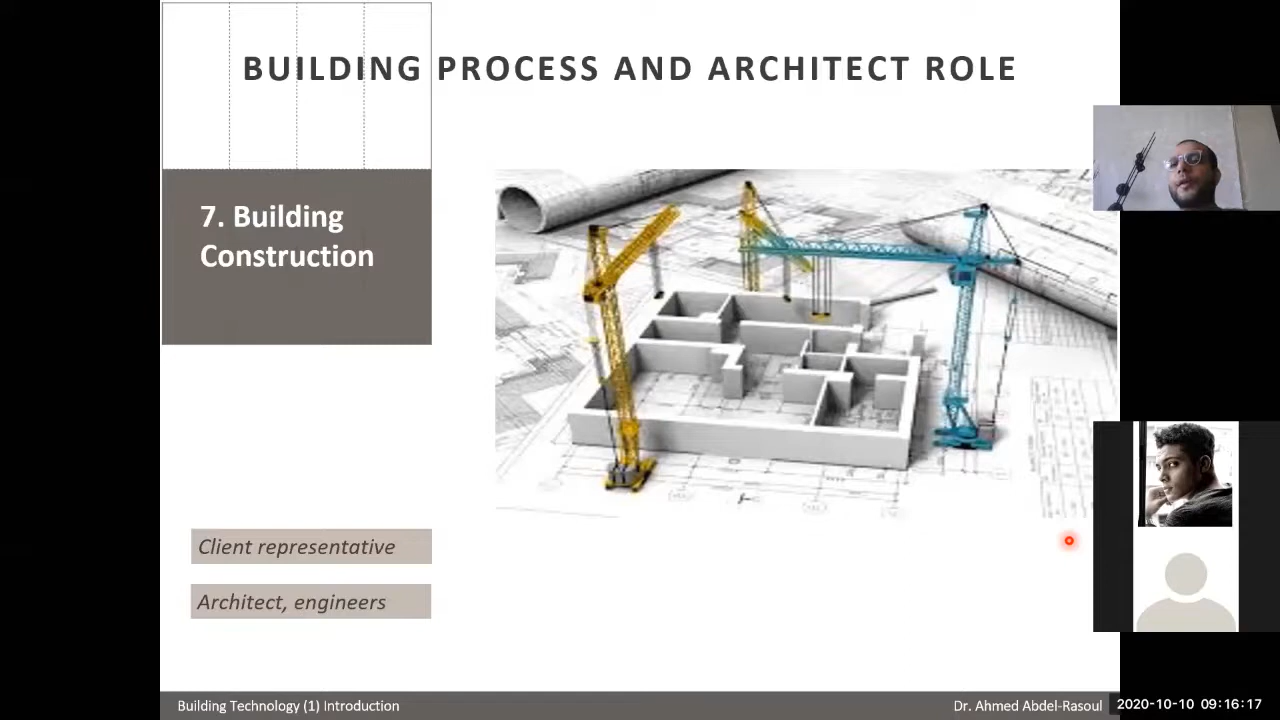 BUILDING PROCESS AND ARCHITECT ROLE
7. Building
Construction
Client representative
Architect, engineers
Building Technology (1) Introduction
Dr. Ahmed Abdel-Rasoul
2020-10-10 09:16:17